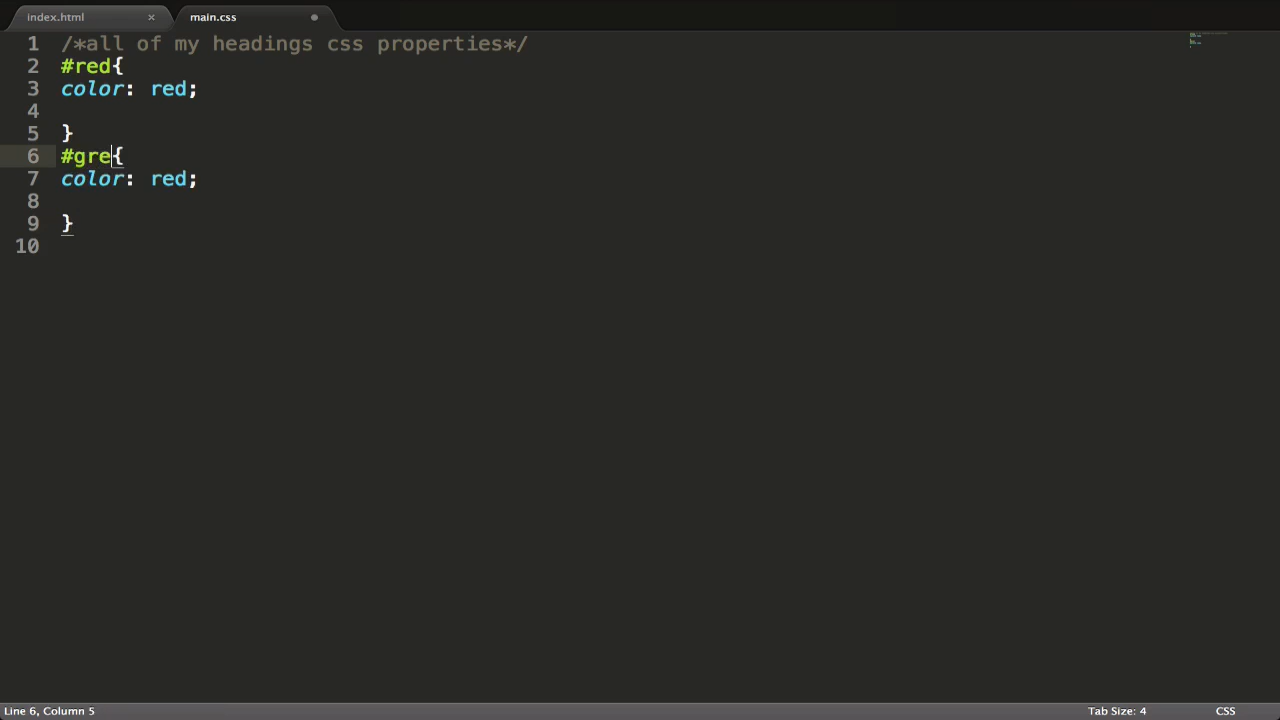 index.html × main.css
1 /*all of my headings css properties*/
2 #red{
3 color: red;
4
5 }
6 #gre{
7 color: red;
8
9 }
10
Line 6, Column 5 Tab Size: 4 CSS